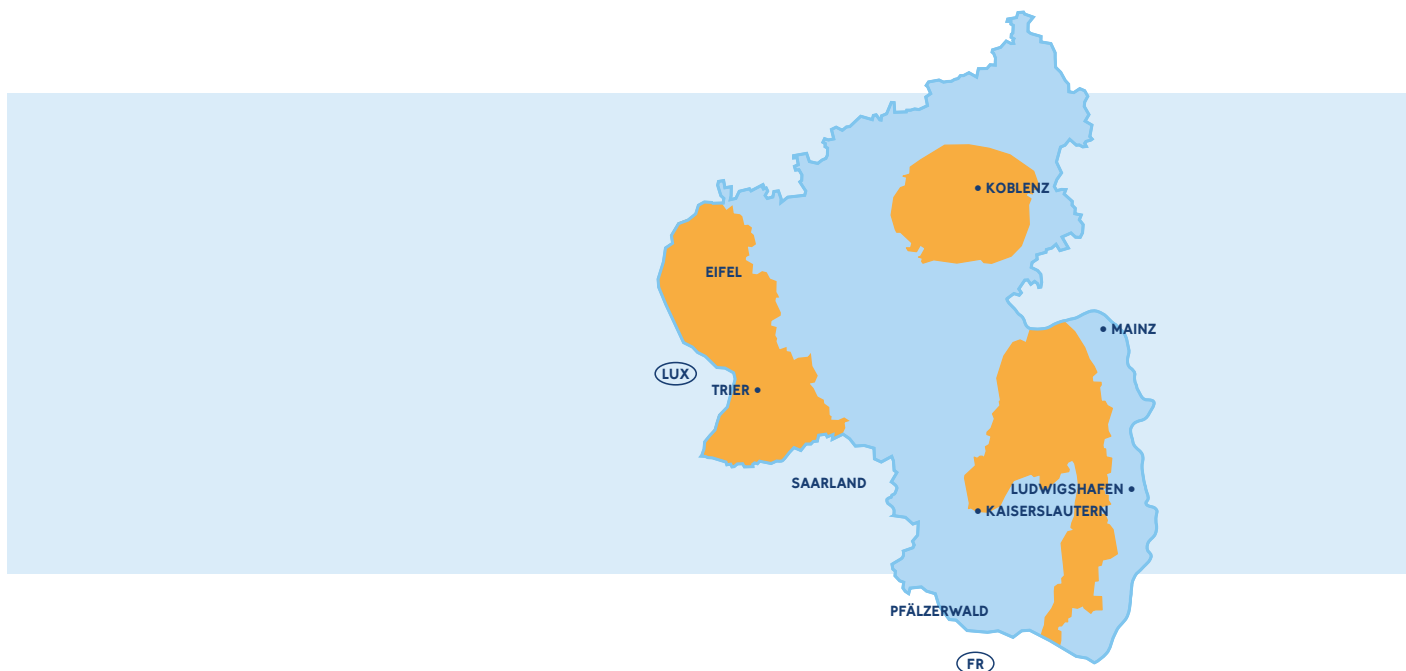 KOBLENZ
EIFEL
MAINZ
LUX
TRIER
SAARLAND
LUDWIGSHAFEN
KAISERSLAUTERN
PFÄLZERWALD
FR